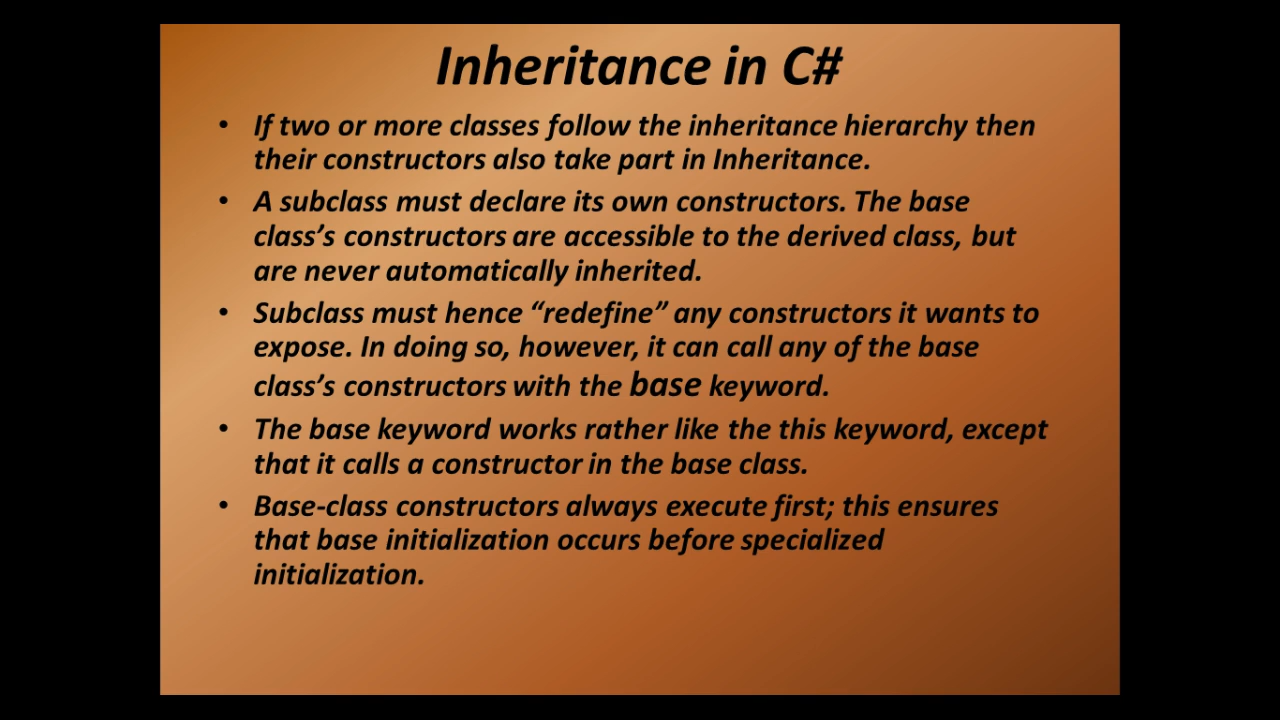 Inheritance in C#
• If two or more classes follow the inheritance hierarchy then
their constructors also take part in Inheritance.
• A subclass must declare its own constructors. The base
class’s constructors are accessible to the derived class, but
are never automatically inherited.
• Subclass must hence “redefine” any constructors it wants to
expose. In doing so, however, it can call any of the base
class’s constructors with the base keyword.
• The base keyword works rather like the this keyword, except
that it calls a constructor in the base class.
• Base-class constructors always execute first; this ensures
that base initialization occurs before specialized
initialization.